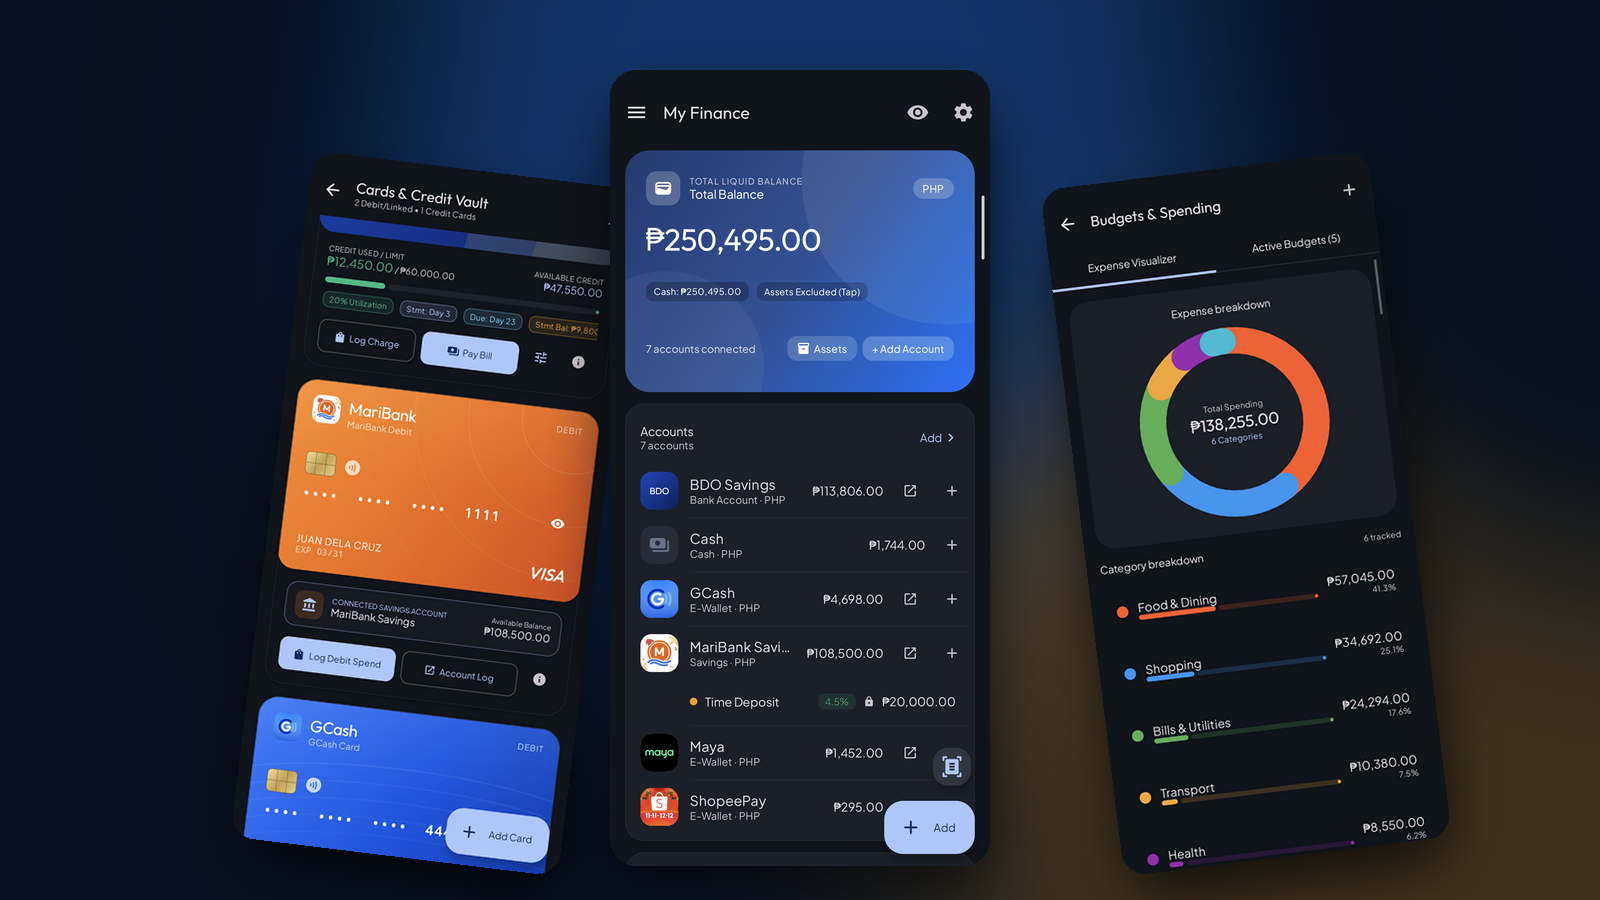 Cards & Credit Vault
2 Debit/Linked • 1 Credit Cards
CREDIT USED / LIMIT
₱12,450.00 / ₱60,000.00
AVAILABLE CREDIT
₱47,550.00
20% Utilization
Stmt: Day 3
Due: Day 23
Stmt Bal: ₱9,800
Log Charge
Pay Bill
MariBank
MariBank Debit
DEBIT
•••• •••• •••• 1111
JUAN DELA CRUZ
EXP 03/31
VISA
CONNECTED SAVINGS ACCOUNT
MariBank Savings
Available Balance
₱108,500.00
Log Debit Spend
Account Log
GCash
GCash Card
DEBIT
•••• •••• •••• 444
+ Add Card
My Finance
TOTAL LIQUID BALANCE
Total Balance
PHP
₱250,495.00
Cash: ₱250,495.00
Assets Excluded (Tap)
7 accounts connected
Assets
+ Add Account
Accounts
7 accounts
Add >
BDO
BDO Savings
Bank Account · PHP
₱113,806.00
Cash
Cash · PHP
₱1,744.00
GCash
E-Wallet · PHP
₱4,698.00
MariBank Savi...
Savings · PHP
₱108,500.00
Time Deposit
4.5%
₱20,000.00
maya
Maya
E-Wallet · PHP
₱1,452.00
11-11-12-12
ShopeePay
E-Wallet · PHP
₱295.00
+ Add
Budgets & Spending
Expense Visualizer
Active Budgets (5)
Expense breakdown
Total Spending
₱138,255.00
6 Categories
Category breakdown
6 tracked
Food & Dining
₱57,045.00
41.3%
Shopping
₱34,692.00
25.1%
Bills & Utilities
₱24,294.00
17.6%
Transport
₱10,380.00
7.5%
Health
₱8,550.00
6.2%